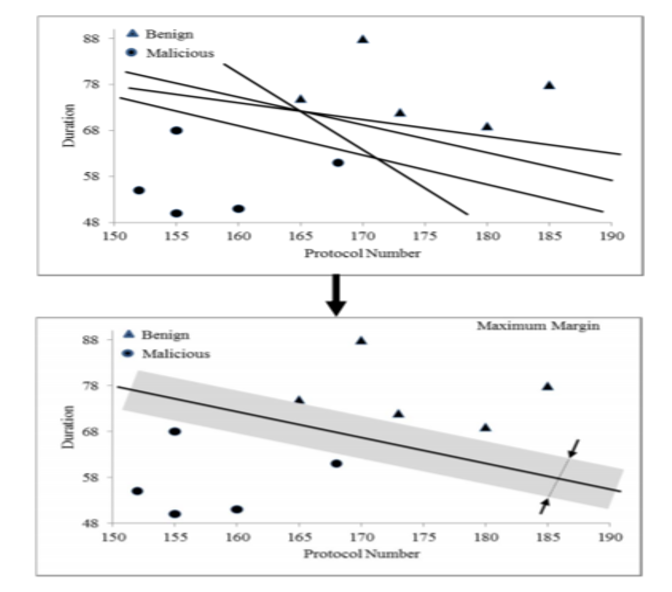 88
Benign
Malicious
78
68
58
48
Duration
150 155 160 165 170 175 180 185 190
Protocol Number
Maximum Margin
88
Benign
Malicious
78
68
58
48
Duration
150 155 160 165 170 175 180 185 190
Protocol Number